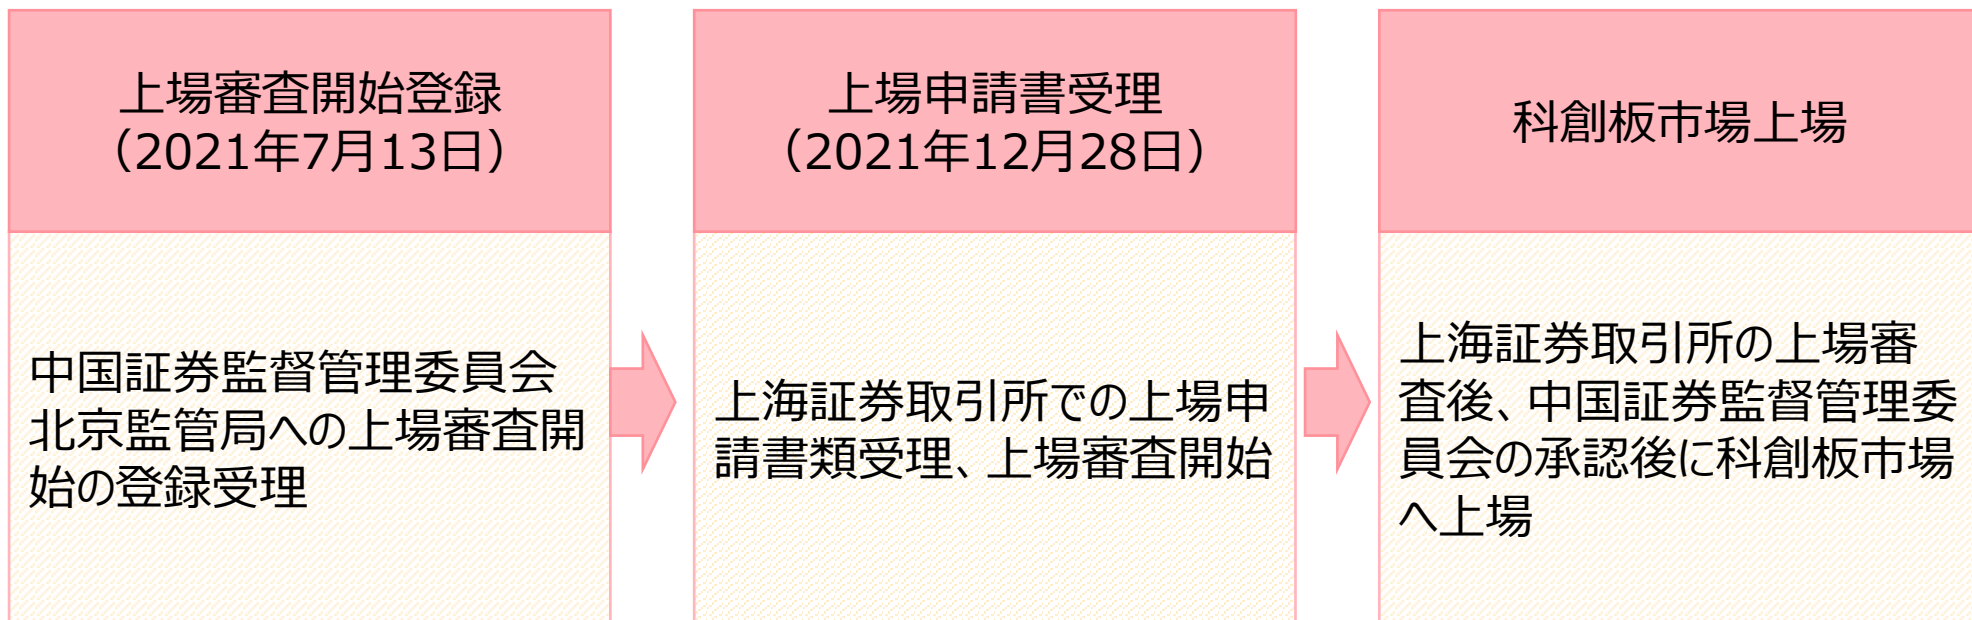 上場審査開始登録
（2021年7月13日）
中国証券監督管理委員会
北京監管局への上場審査開
始の登録受理
上場申請書受理
（2021年12月28日）
上海証券取引所での上場申
請書類受理、上場審査開始
科創板市場上場
上海証券取引所の上場審
査後、中国証券監督管理委
員会の承認後に科創板市場
へ上場